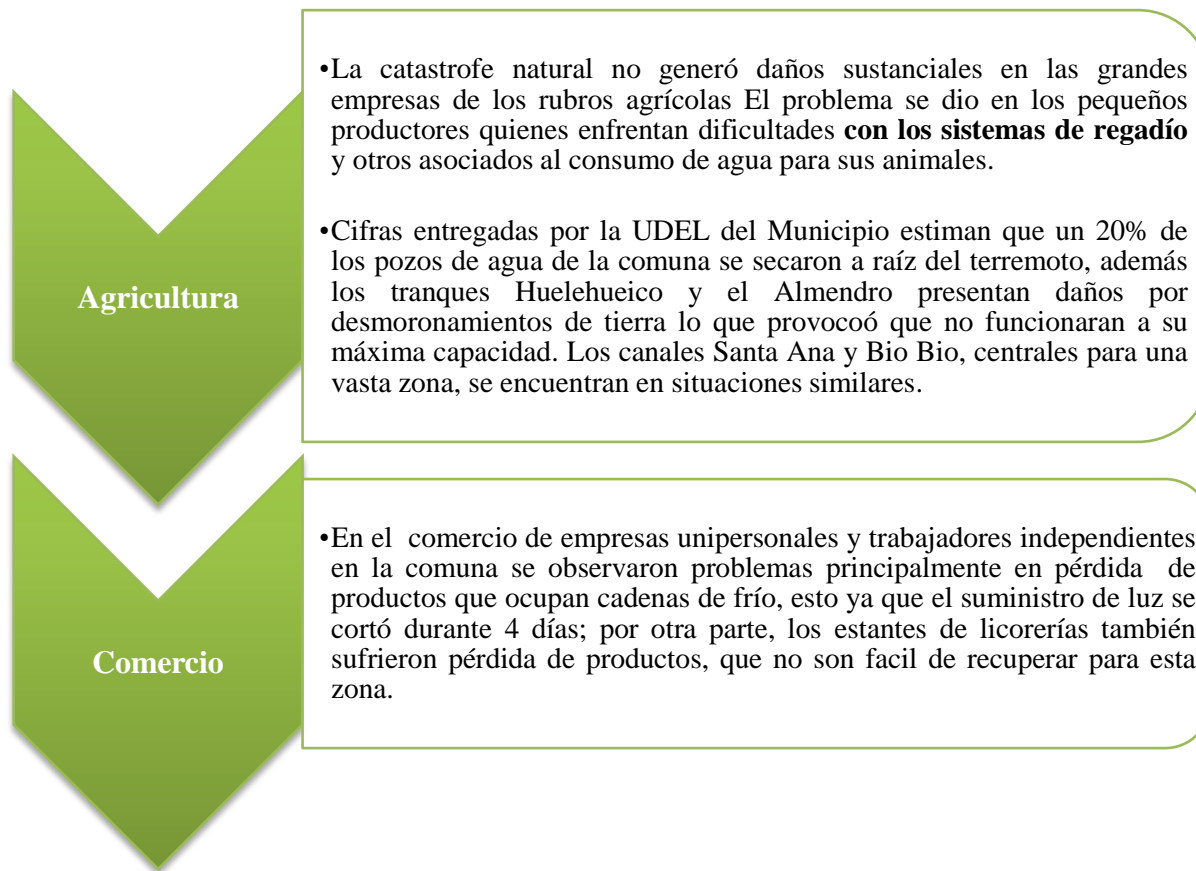 •La catastrofe natural no generó daños sustanciales en las grandes
empresas de los rubros agrícolas El problema se dio en los pequeños
productores quienes enfrentan dificultades con los sistemas de regadío
y otros asociados al consumo de agua para sus animales.
•Cifras entregadas por la UDEL del Municipio estiman que un 20% de
los pozos de agua de la comuna se secaron a raíz del terremoto, además
los tranques Huelehueico y el Almendro presentan daños por
desmoronamientos de tierra lo que provocoó que no funcionaran a su
máxima capacidad. Los canales Santa Ana y Bio Bio, centrales para una
vasta zona, se encuentran en situaciones similares.
Agricultura
•En el comercio de empresas unipersonales y trabajadores independientes
en la comuna se observaron problemas principalmente en pérdida de
productos que ocupan cadenas de frío, esto ya que el suministro de luz se
cortó durante 4 días; por otra parte, los estantes de licorerías también
sufrieron pérdida de productos, que no son facil de recuperar para esta
zona.
Comercio